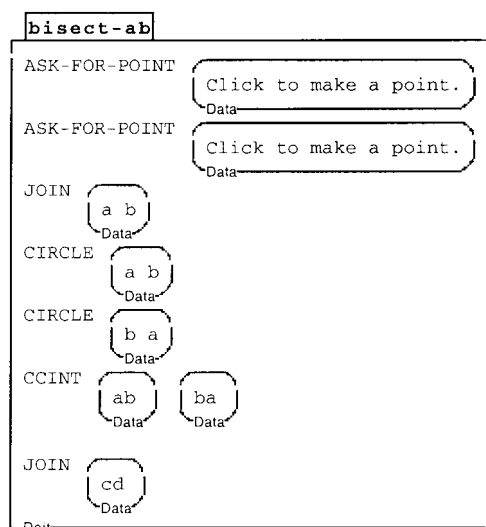 bisect-ab
ASK-FOR-POINT
Click to make a point.
Data
ASK-FOR-POINT
Click to make a point.
Data
JOIN
a b
Data
CIRCLE
a b
Data
CIRCLE
b a
Data
CCINT
ab ba
Data Data
JOIN
cd
Data
Doit